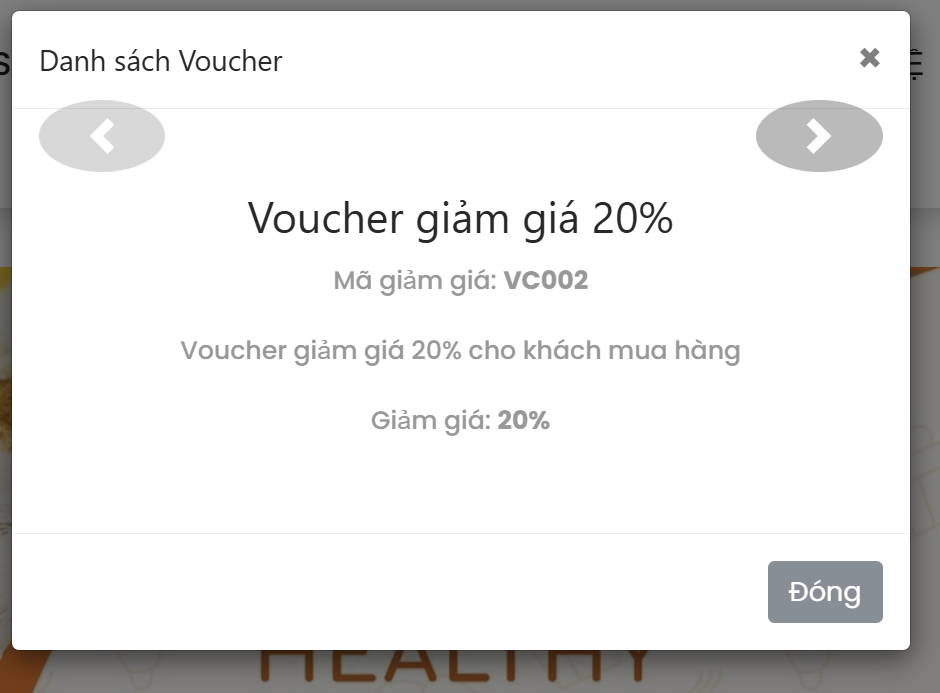 Danh sách Voucher
Voucher giảm giá 20%
Mã giảm giá: VC002
Voucher giảm giá 20% cho khách mua hàng
Giảm giá: 20%
Đóng
HEALTHY